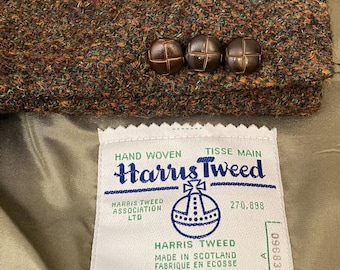 HAND WOVEN TISSE MAIN
Harris Tweed
HARRIS TWEED
ASSOCIATION
LTD
270,898
HARRIS TWEED
MADE IN SCOTLAND
FABRIQUE EN ECOSSE
A